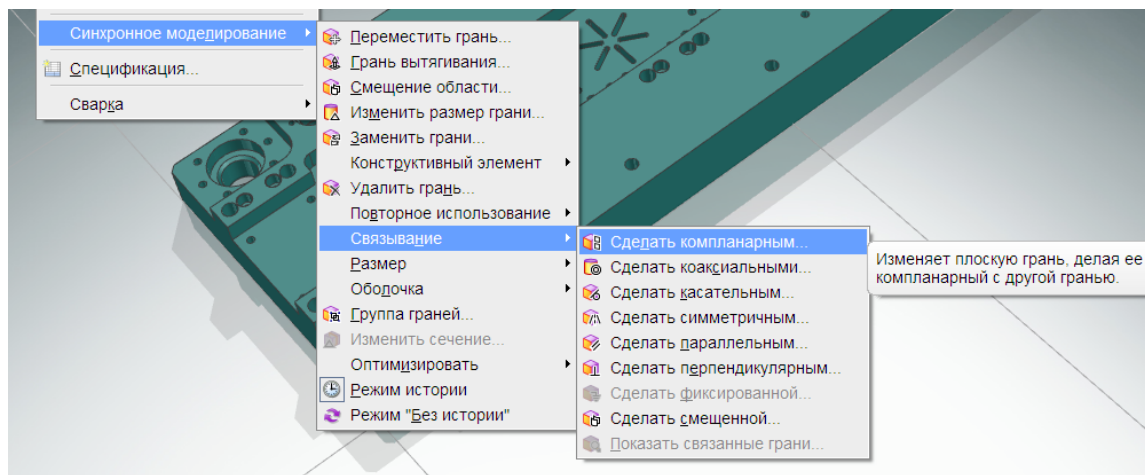 Синхронное моделирование
Спецификация...
Сварка
Переместить грань...
Грань вытягивания...
Смещение области...
Изменить размер грани...
Заменить грани...
Конструктивный элемент
Удалить грань...
Повторное использование
Связывание
Размер
Оболочка
Группа граней...
Изменить сечение...
Оптимизировать
Режим истории
Режим "Без истории"
Сделать компланарным...
Сделать коаксиальными...
Сделать касательным...
Сделать симметричным...
Сделать параллельным...
Сделать перпендикулярным...
Сделать фиксированной...
Сделать смещенной...
Показать связанные грани...
Изменяет плоскую грань, делая ее
компланарный с другой гранью.